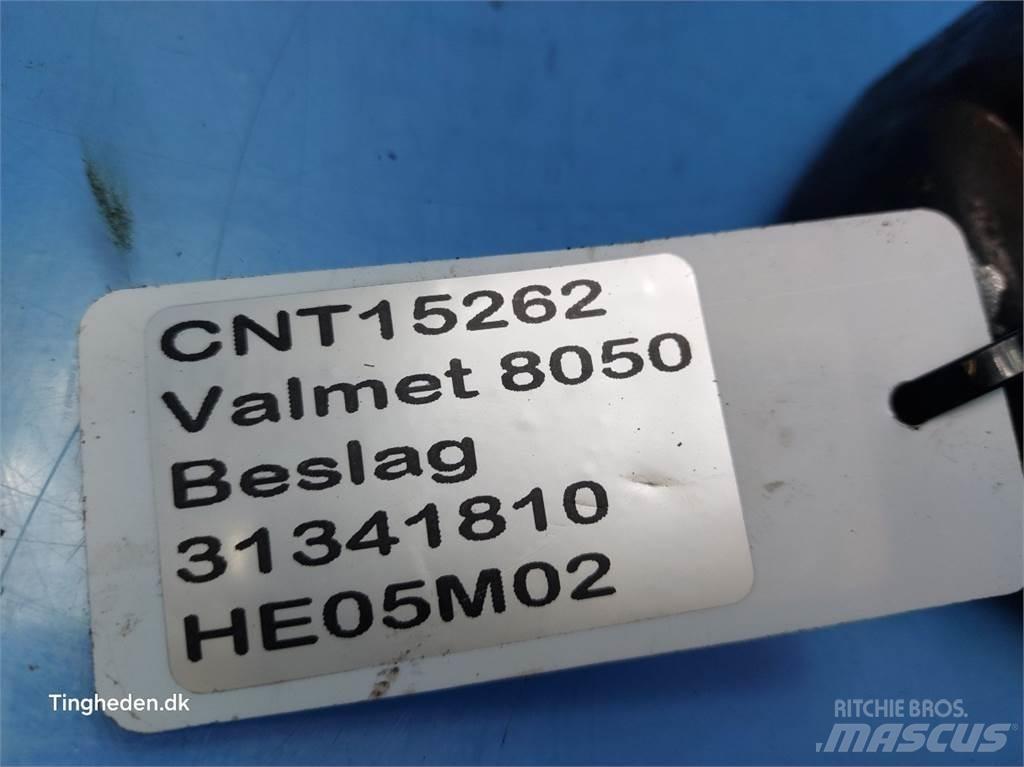 CNT15262
Valmet 8050
Beslag
31341810
HE05M02
Tingheden.dk
RITCHIE BROS.
MASCUS